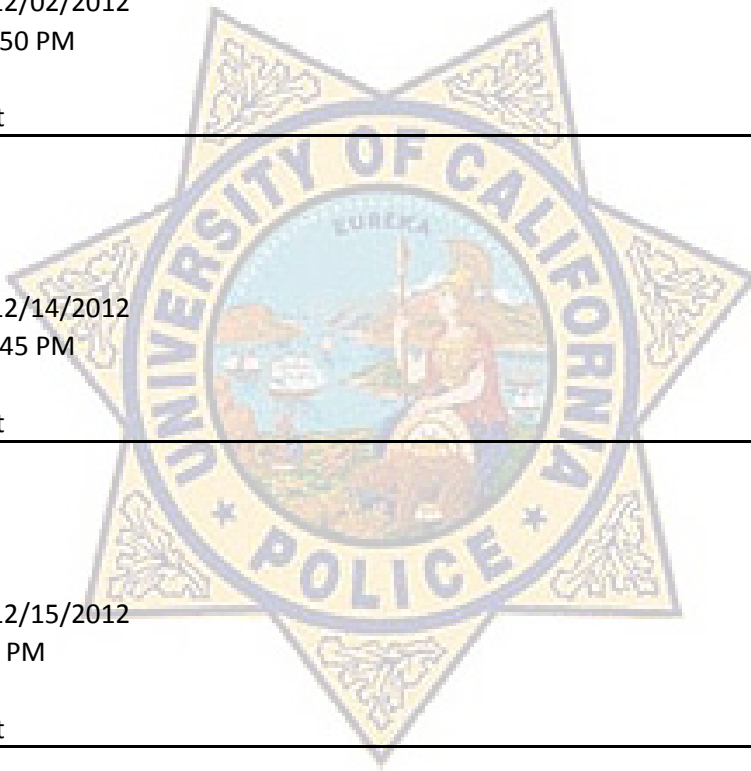 12/02/2012
50 PM
t
UNIVERSITY OF CALIFORNIA
EUREKA
12/14/2012
45 PM
t
* POLICE *
12/15/2012
PM
t